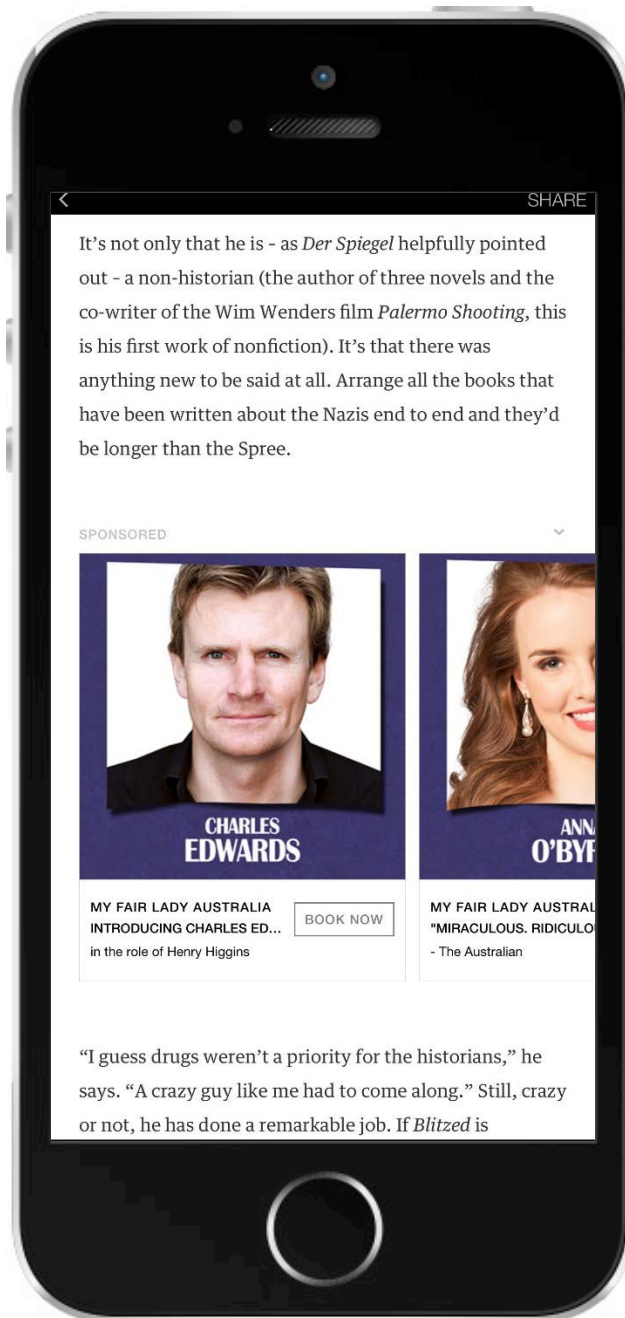 SHARE
It’s not only that he is – as Der Spiegel helpfully pointed
out – a non-historian (the author of three novels and the
co-writer of the Wim Wenders film Palermo Shooting, this
is his first work of nonfiction). It’s that there was
anything new to be said at all. Arrange all the books that
have been written about the Nazis end to end and they’d
be longer than the Spree.
SPONSORED
CHARLES
EDWARDS
MY FAIR LADY AUSTRALIA
INTRODUCING CHARLES ED...
in the role of Henry Higgins
BOOK NOW
ANN
O’BY
MY FAIR LADY AUSTRAL
"MIRACULOUS. RIDICULO
- The Australian
“I guess drugs weren’t a priority for the historians,” he
says. “A crazy guy like me had to come along.” Still, crazy
or not, he has done a remarkable job. If Blitzed is